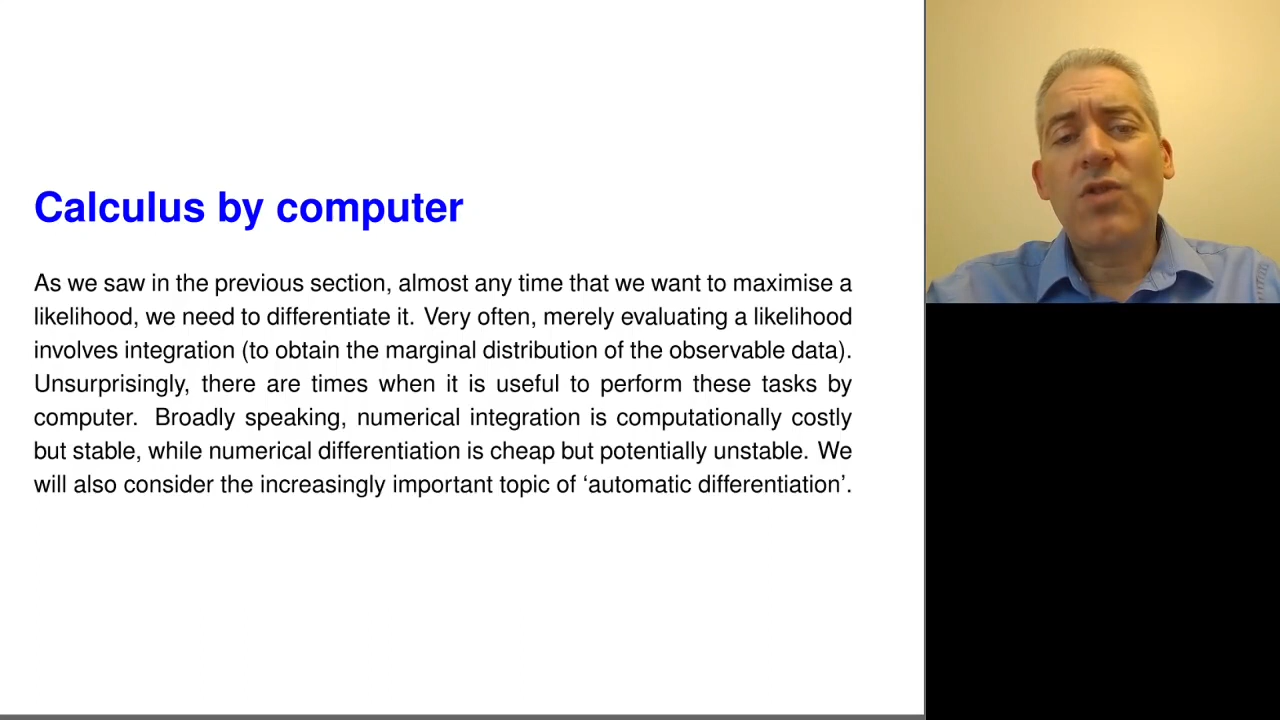 Calculus by computer
As we saw in the previous section, almost any time that we want to maximise a
likelihood, we need to differentiate it. Very often, merely evaluating a likelihood
involves integration (to obtain the marginal distribution of the observable data).
Unsurprisingly, there are times when it is useful to perform these tasks by
computer. Broadly speaking, numerical integration is computationally costly
but stable, while numerical differentiation is cheap but potentially unstable. We
will also consider the increasingly important topic of ‘automatic differentiation’.